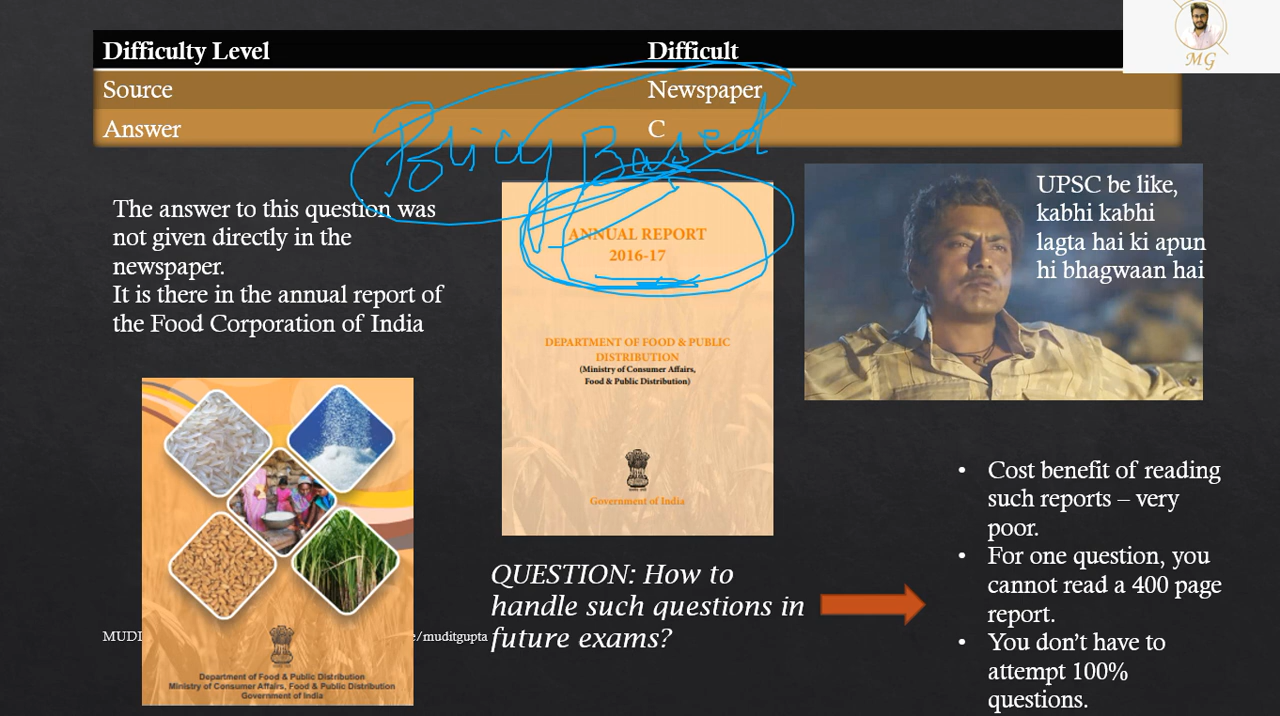 MG
Difficulty Level Difficult
Source Newspaper
Answer C
Policy Based
The answer to this question was
not given directly in the
newspaper.
It is there in the annual report of
the Food Corporation of India
ANNUAL REPORT
2016-17
DEPARTMENT OF FOOD & PUBLIC
DISTRIBUTION
(Ministry of Consumer Affairs,
Food & Public Distribution)
Government of India
UPSC be like,
kabhi kabhi
lagta hai ki apun
hi bhagwaan hai
Department of Food & Public Distribution
Ministry of Consumer Affairs, Food & Public Distribution
Government of India
QUESTION: How to
handle such questions in
future exams?
• Cost benefit of reading
such reports – very
poor.
• For one question, you
cannot read a 400 page
report.
• You don't have to
attempt 100%
questions.
MUDI e/muditgupta